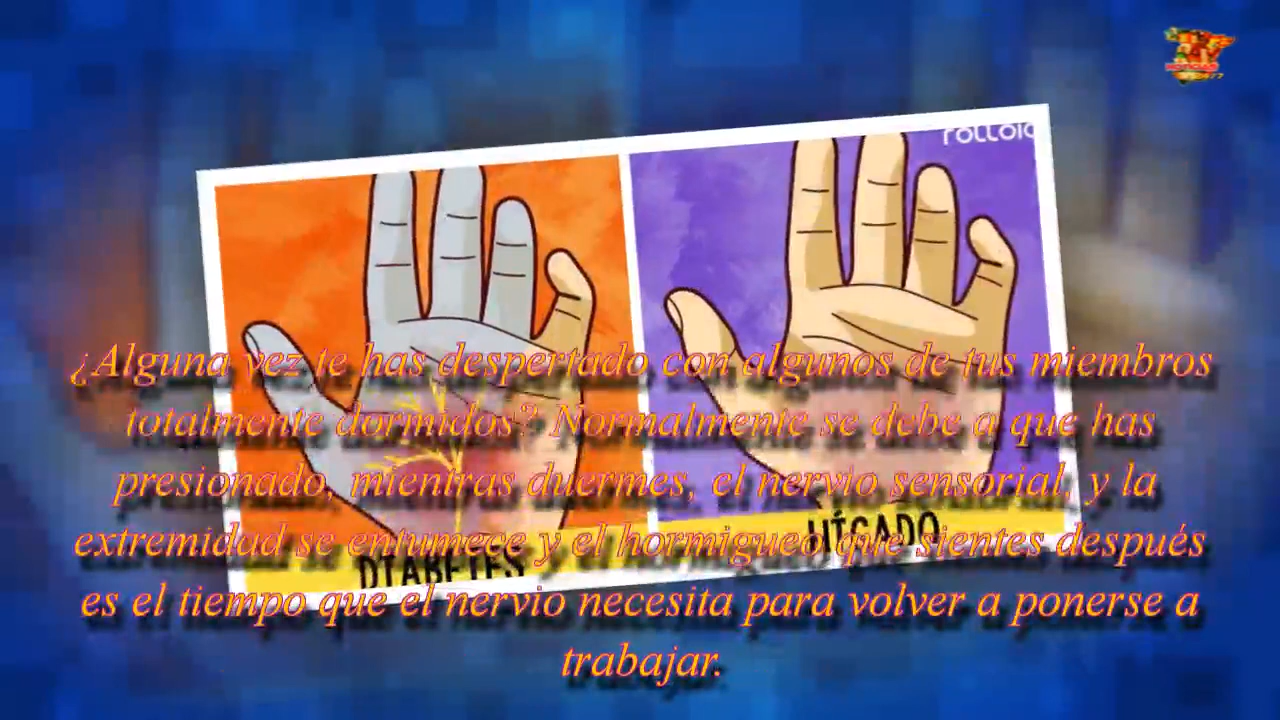 rolloid
¿Alguna vez te has despertado con algunos de tus miembros
totalmente dormidos? Normalmente se debe a que has
presionado, mientras duermes, el nervio sensorial, y la
extremidad se entumece y el hormigueo que sientes después
es el tiempo que el nervio necesita para volver a ponerse a
trabajar.
DIABETES
HÍGADO